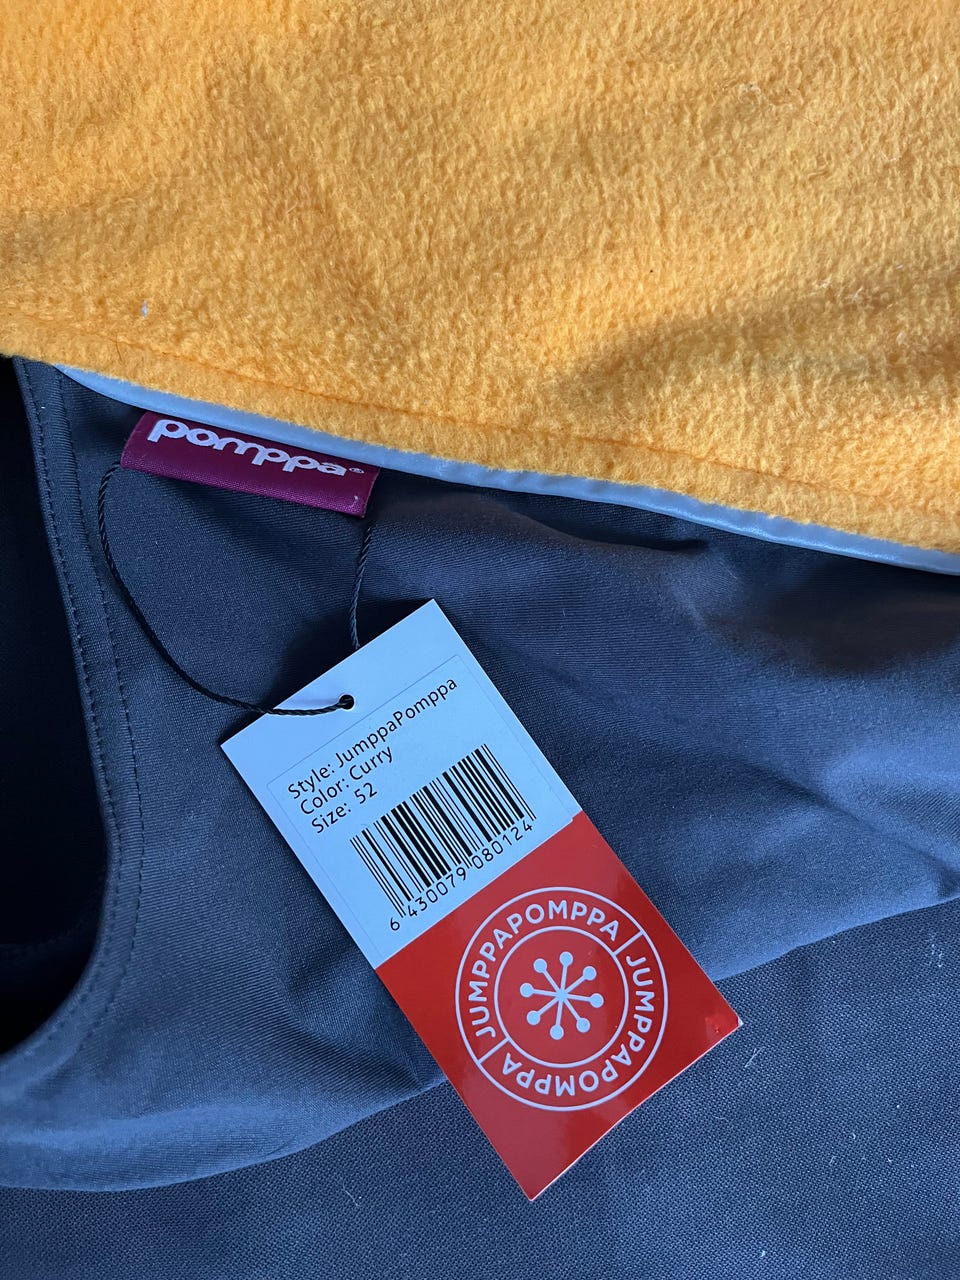 pomppa®
Style: JumppaPomppa
Color: Curry
Size: 52
6 430079 080124
JUMPPAPOMPPA | JUMPPAPOMPPA |